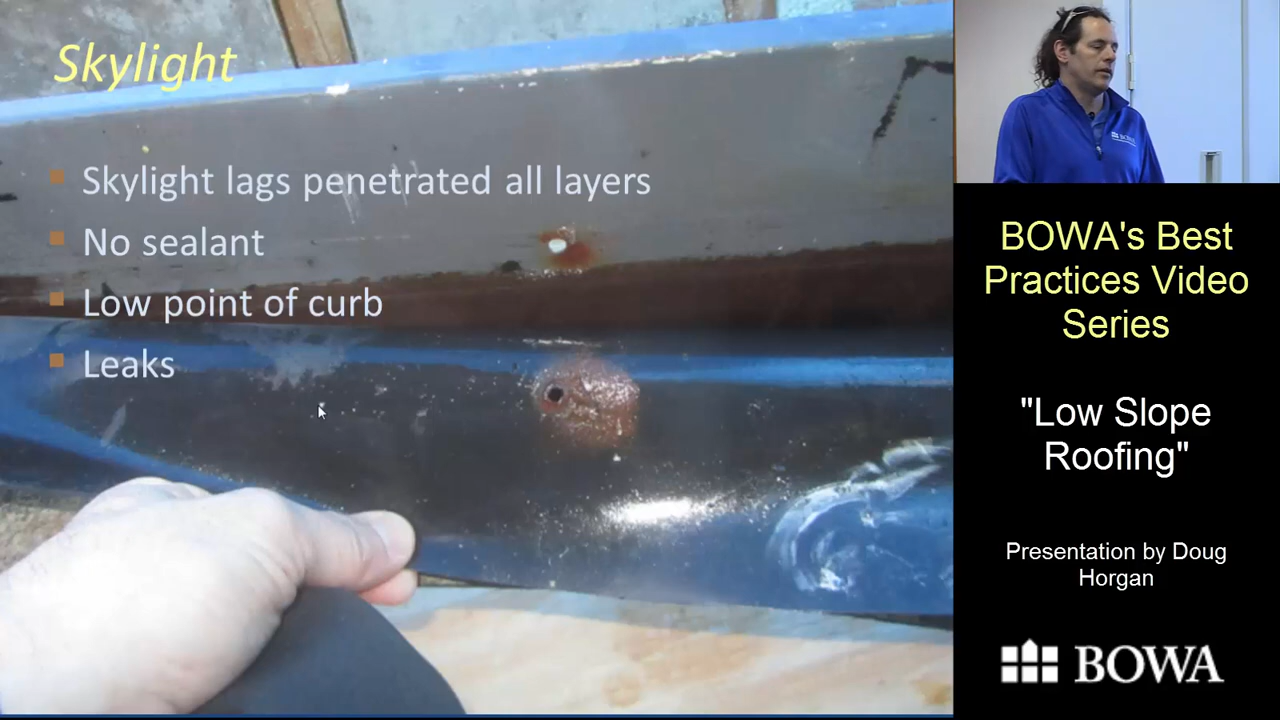 Skylight
Skylight lags penetrated all layers
No sealant
Low point of curb
Leaks
BOWA
BOWA's Best
Practices Video
Series
"Low Slope
Roofing"
Presentation by Doug
Horgan
BOWA